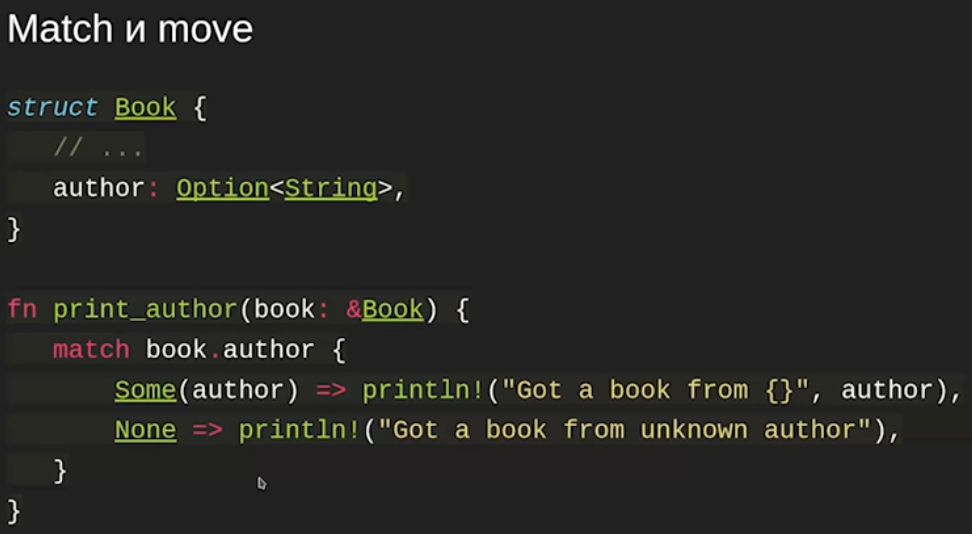 Match и move
struct Book {
// ...
author: Option<String>,
}
fn print_author(book: &Book) {
match book.author {
Some(author) => println!("Got a book from {}", author),
None => println!("Got a book from unknown author"),
}
}